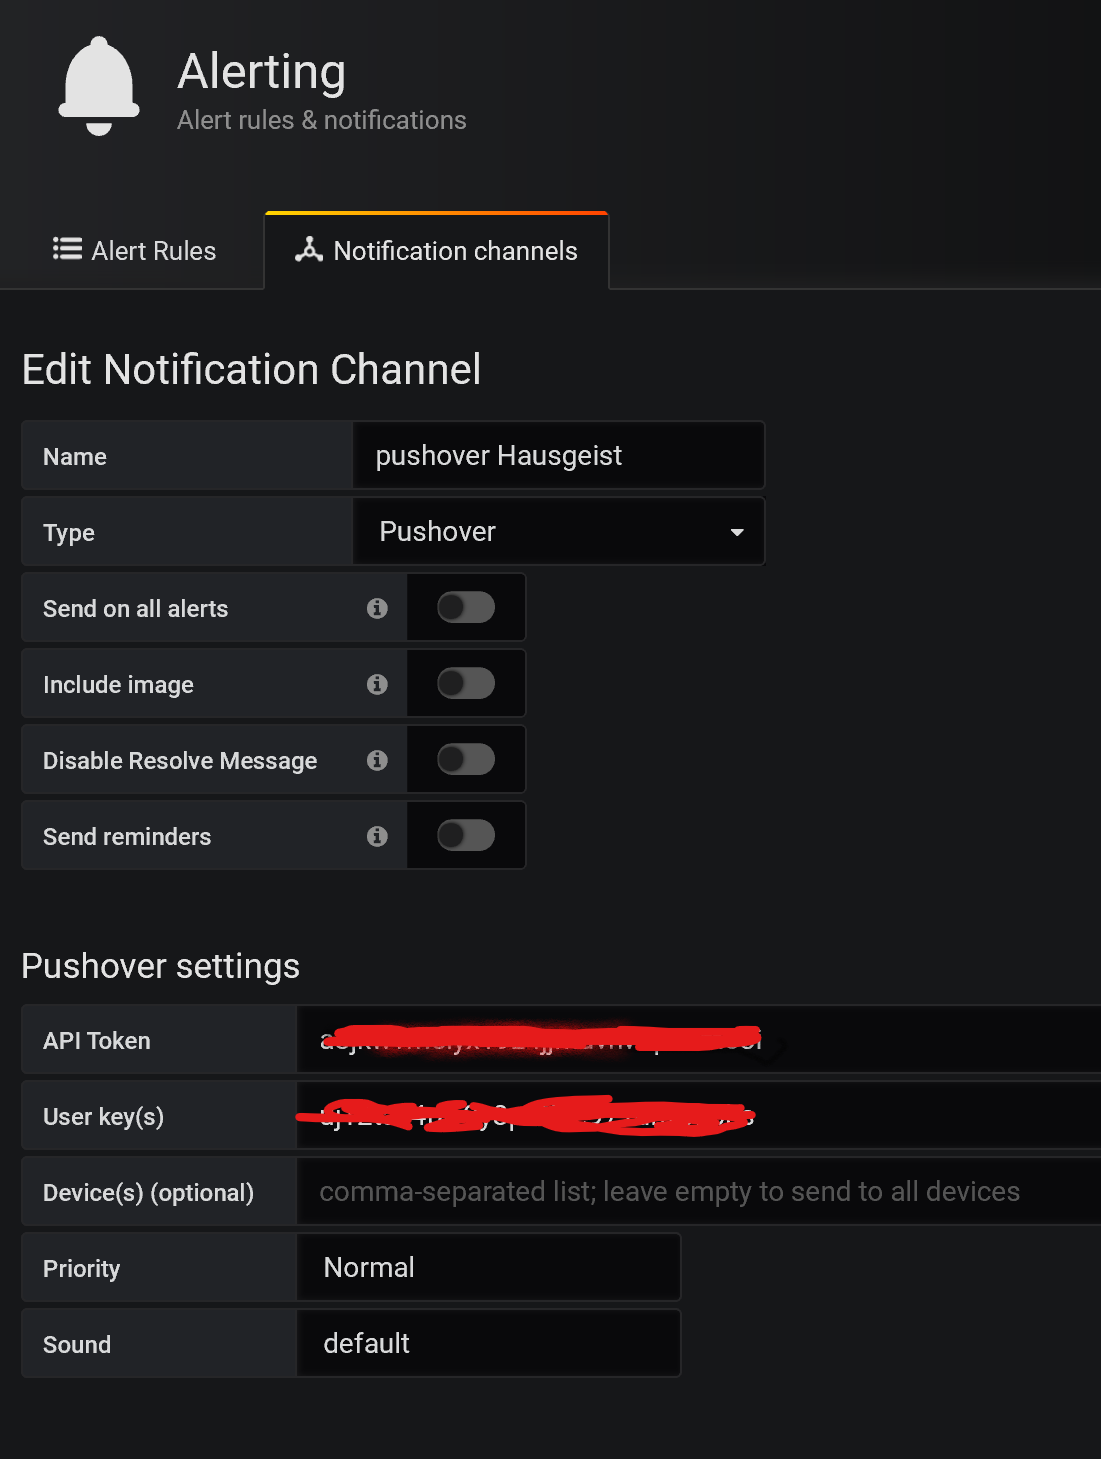 Alerting
Alert rules & notifications
Alert Rules
Notification channels
Edit Notification Channel
Name
pushover Hausgeist
Type
Pushover
Send on all alerts
Include image
Disable Resolve Message
Send reminders
Pushover settings
API Token
User key(s)
Device(s) (optional)
comma-separated list; leave empty to send to all devices
Priority
Normal
Sound
default